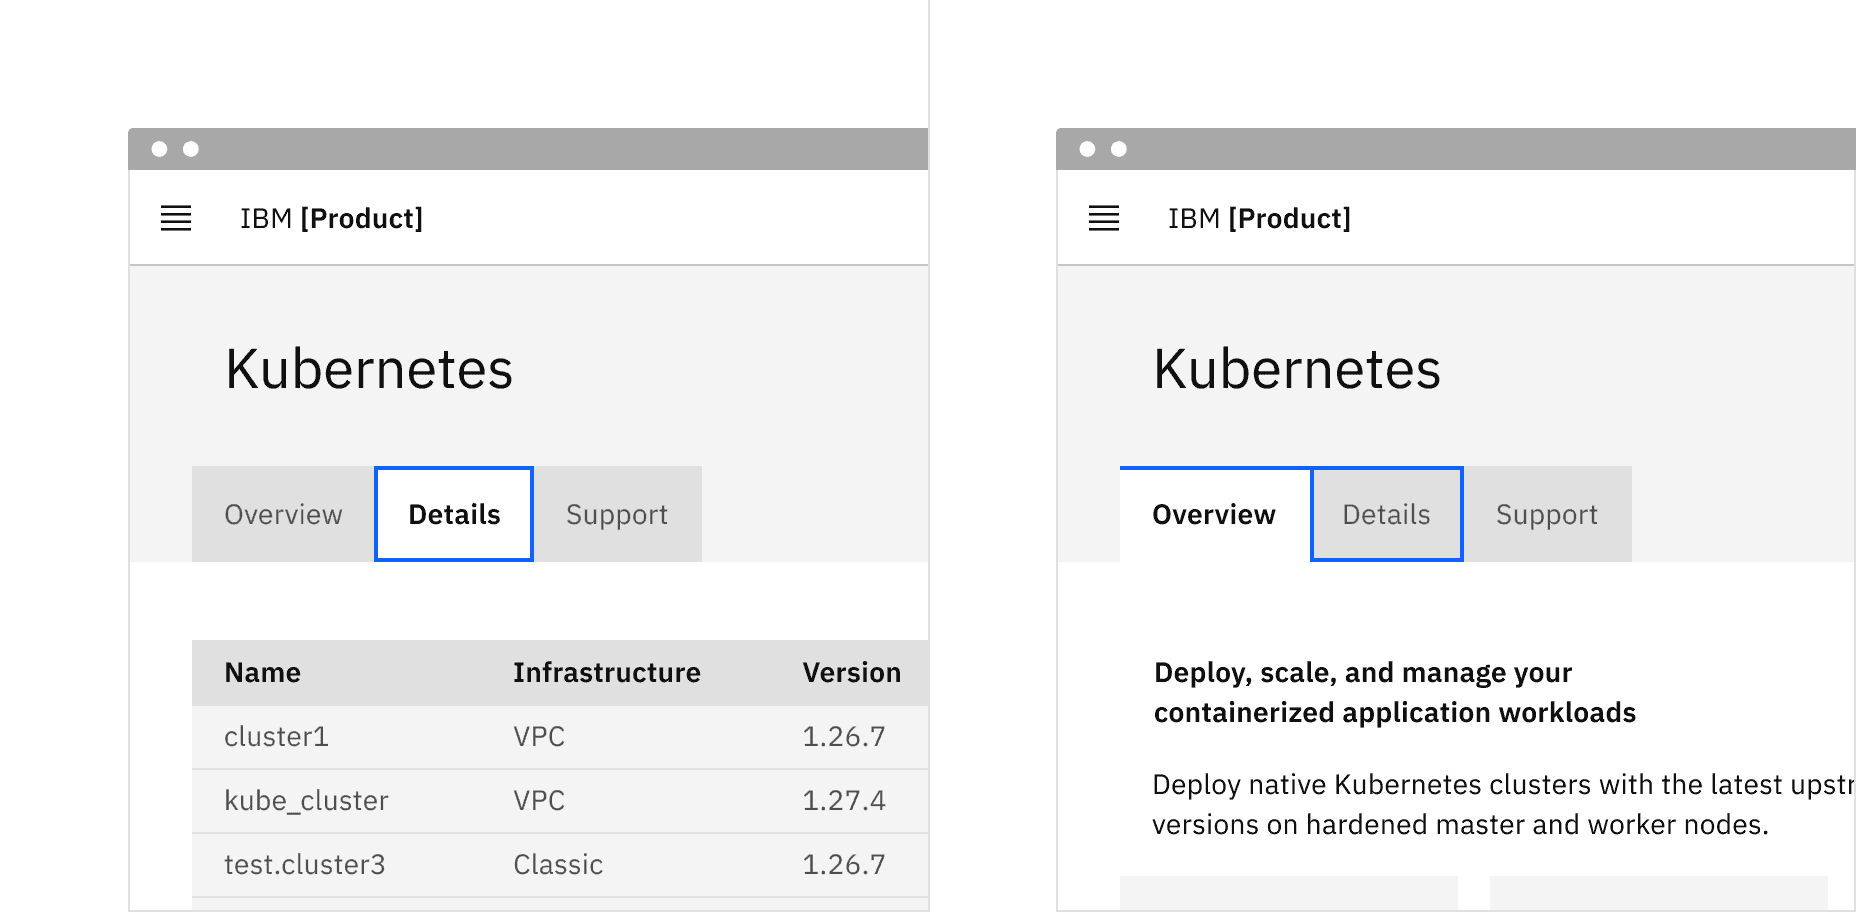 IBM [Product]
Kubernetes
Overview Details Support
Name Infrastructure Version
cluster1 VPC 1.26.7
kube_cluster VPC 1.27.4
test.cluster3 Classic 1.26.7
IBM [Product]
Kubernetes
Overview Details Support
Deploy, scale, and manage your
containerized application workloads
Deploy native Kubernetes clusters with the latest upstr
versions on hardened master and worker nodes.